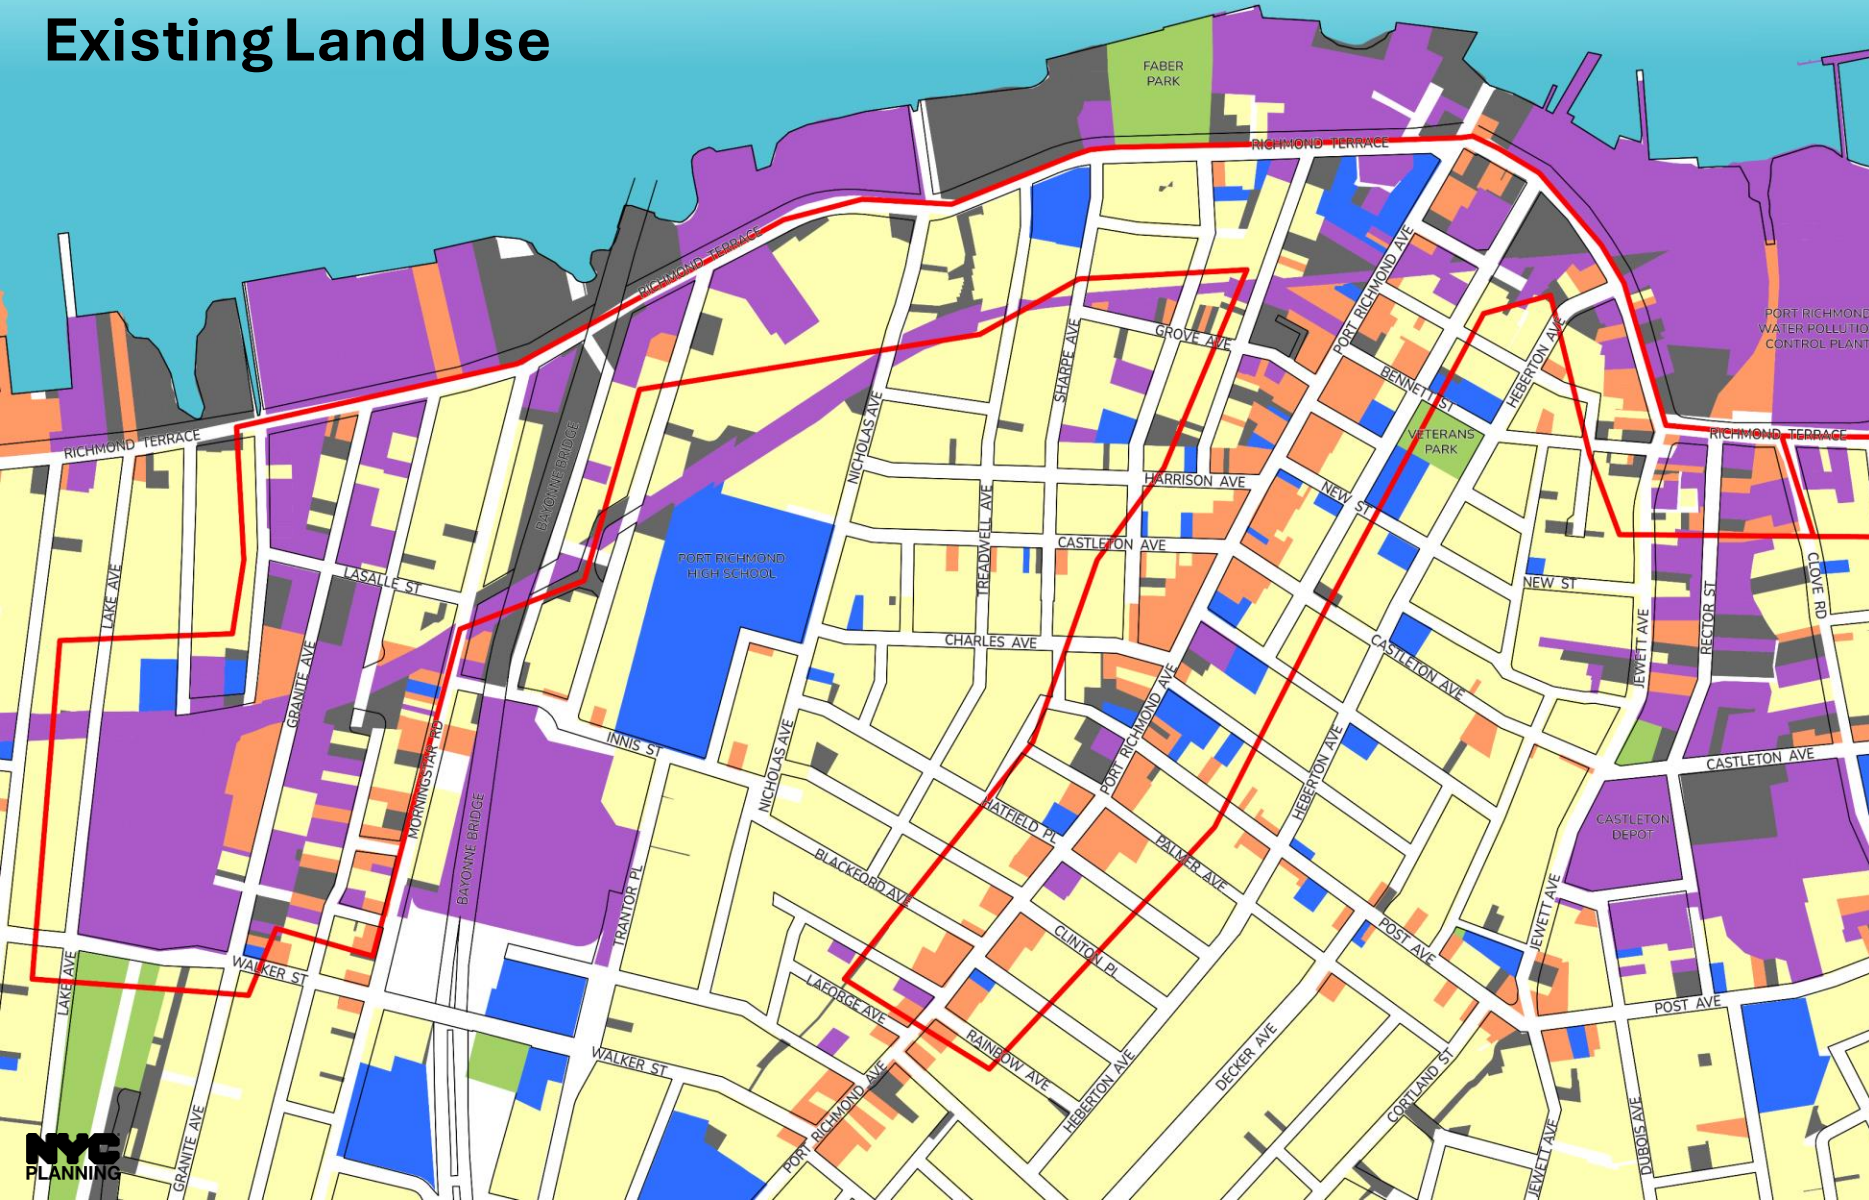 Existing Land Use
FABER
PARK
RICHMOND TERRACE
RICHMOND TERRACE
PORT RICHMOND AVE
PORT RICHMOND
WATER POLLUTIO
CONTROL PLANT
GROVE AVE
SHARPE AVE
HEBERTON AVE
BENNETT ST
NICHOLAS AVE
VETERANS
PARK
RICHMOND TERRACE
RICHMOND TERRACE
BAYONNE BRIDGE
HARRISON AVE
NEW ST
TREADWELL AVE
CASTLETON AVE
PORT RICHMOND
HIGH SCHOOL
LASALLE ST
LAKE AVE
NEW ST
CLOVE RD
RECTOR ST
JEWETT AVE
CHARLES AVE
CASTLETON AVE
GRANITE AVE
PORT RICHMOND AVE
INNIS ST
MORNINGSTAR RD
NICHOLAS AVE
HEBERTON AVE
CASTLETON AVE
HATFIELD PL
CASTLETON
DEPOT
BAYONNE BRIDGE
BLACKFORD AVE
PALMER AVE
TRANTOR PL
JEWETT AVE
POST AVE
CLINTON PL
LAKE AVE
WALKER ST
LAFORGE AVE
POST AVE
RAINBOW AVE
WALKER ST
DECKER AVE
HEBERTON AVE
CORTLAND ST
PORT RICHMOND AVE
GRANITE AVE
DUBOIS AVE
JEWETT AVE
NYC
PLANNING